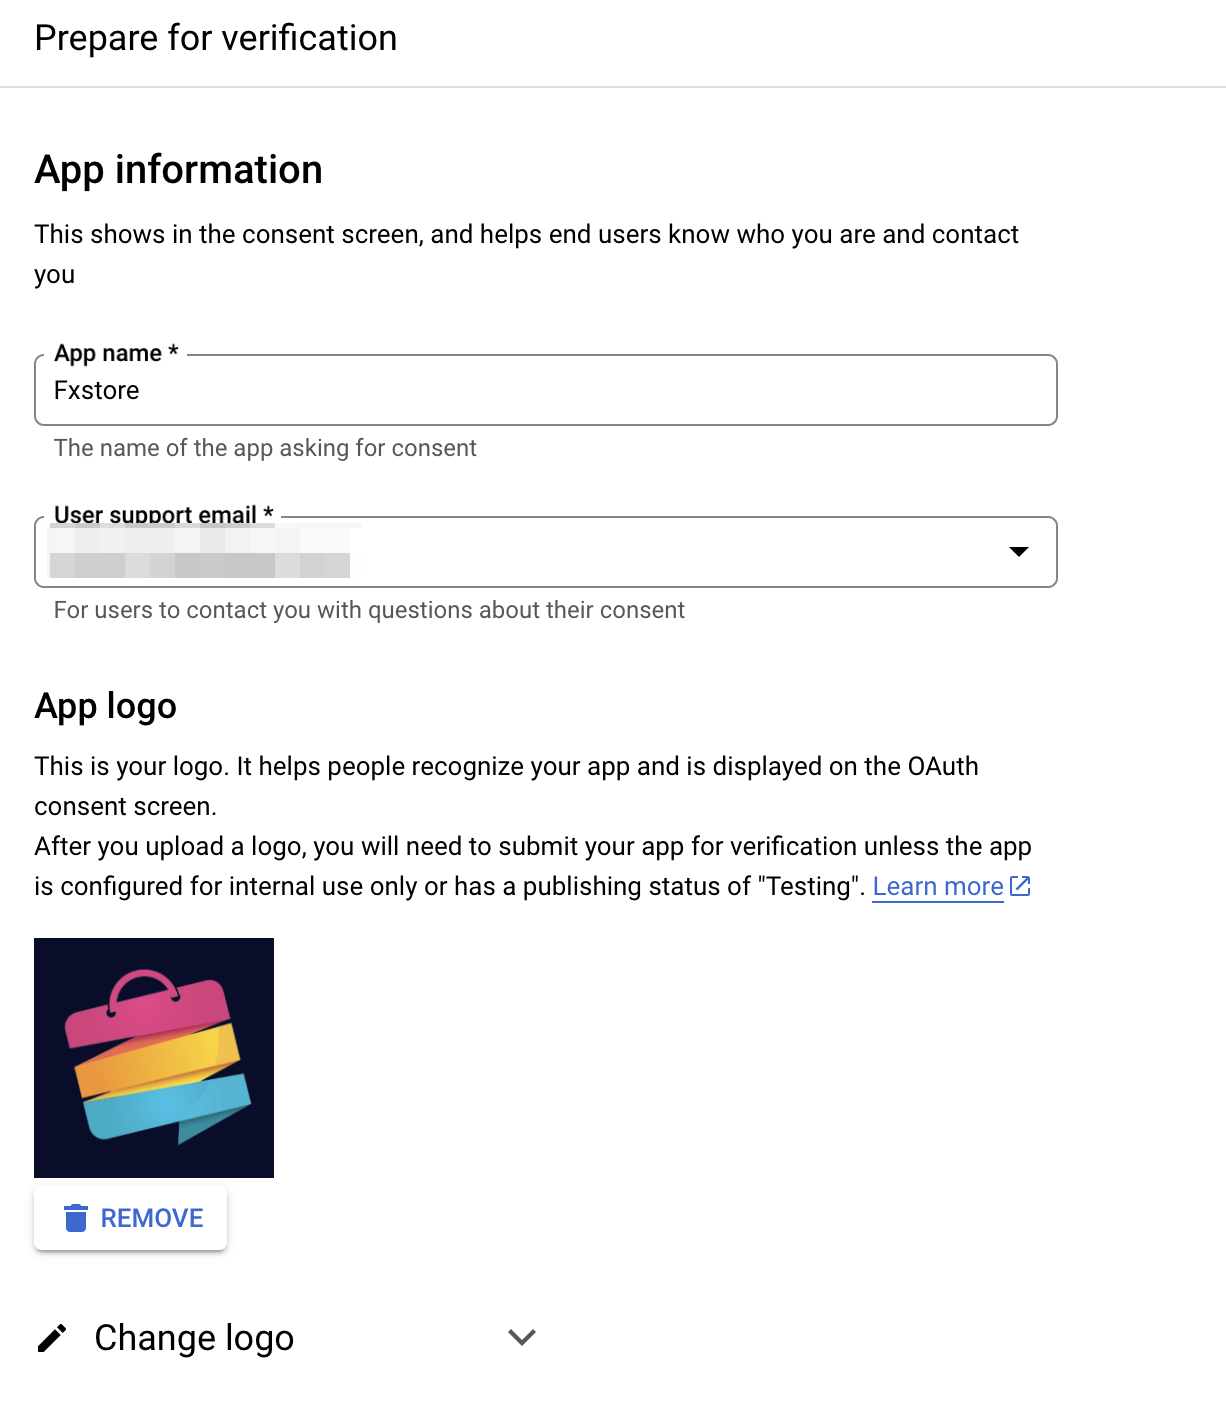 Prepare for verification
App information
This shows in the consent screen, and helps end users know who you are and contact
you
App name *
Fxstore
The name of the app asking for consent
User support email *
For users to contact you with questions about their consent
App logo
This is your logo. It helps people recognize your app and is displayed on the OAuth
consent screen.
After you upload a logo, you will need to submit your app for verification unless the app
is configured for internal use only or has a publishing status of "Testing". Learn more
REMOVE
Change logo